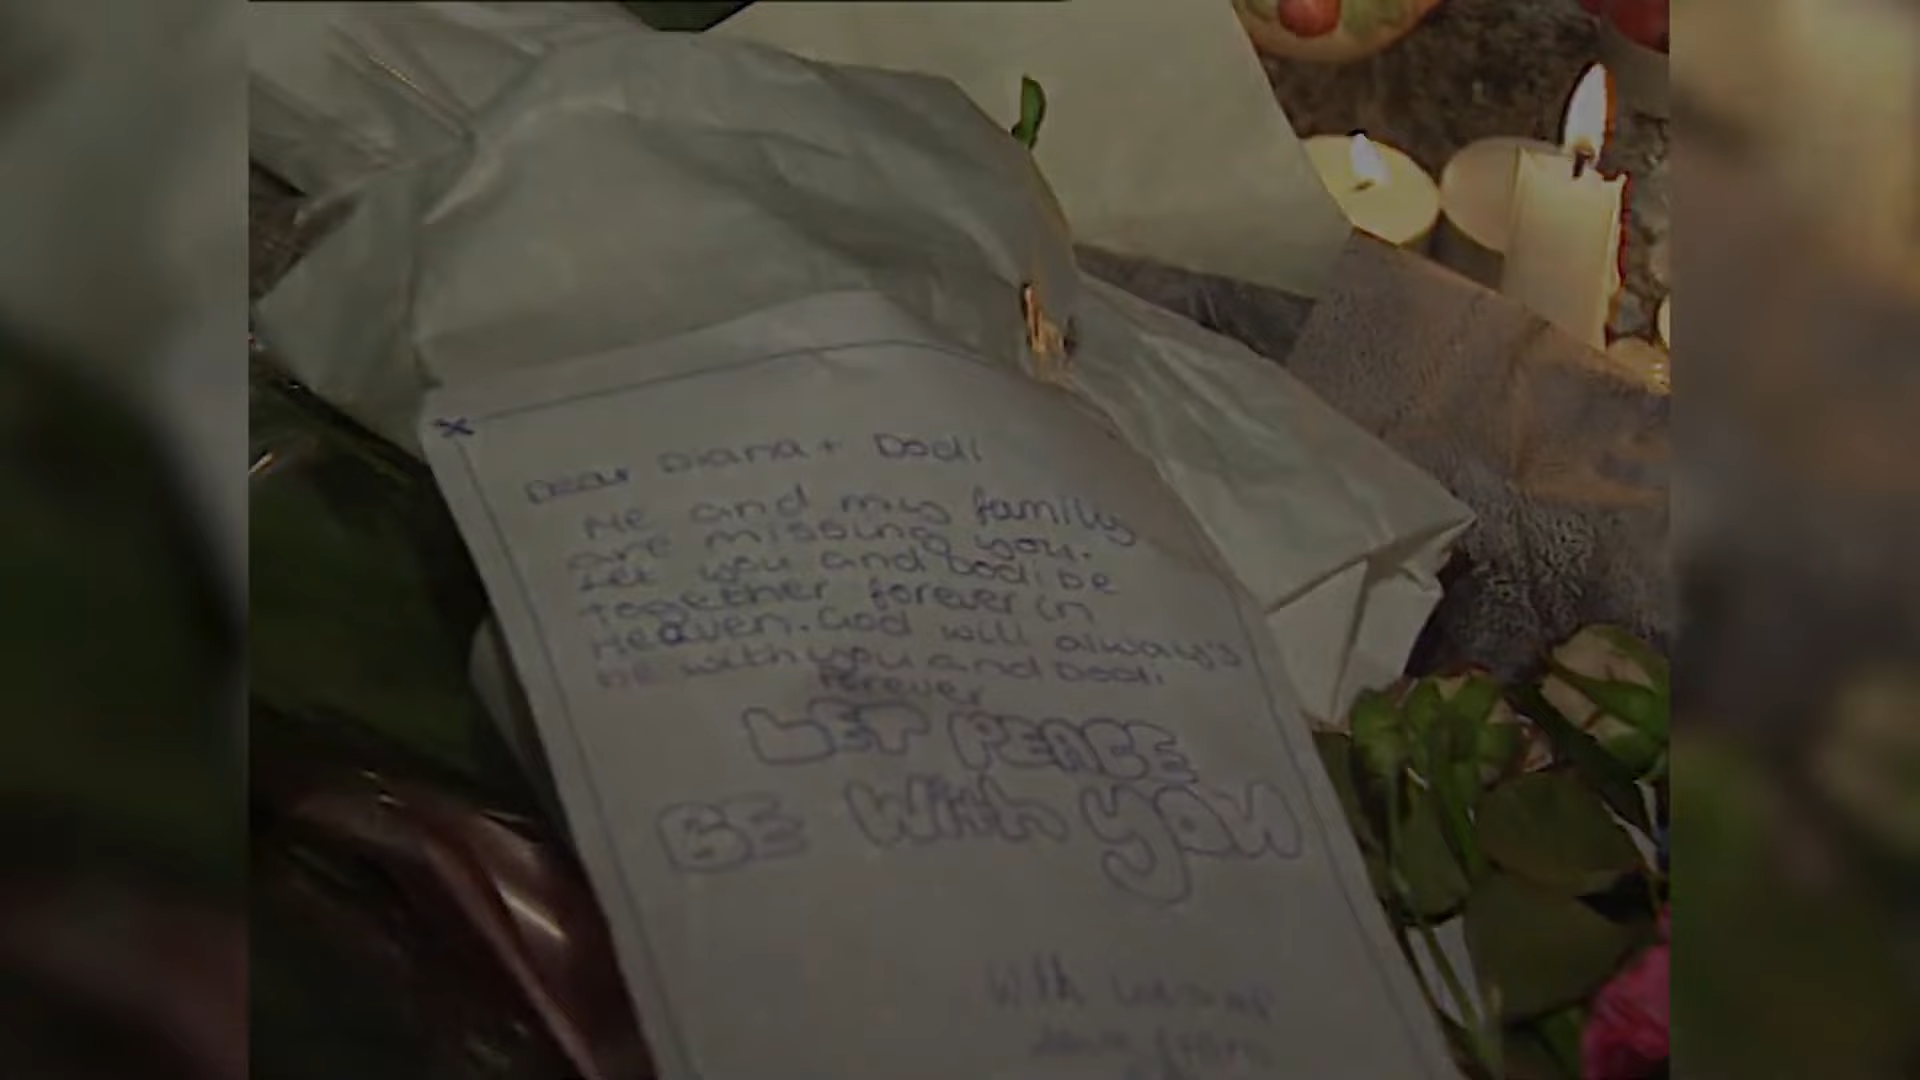 Dear Diana + Dodi
Me and my family
are missing you.
Let you and Dodi be
together forever in
Heaven. God will always
be with you and Dodi.
Forever
LET PEACE
BE With YOU
With